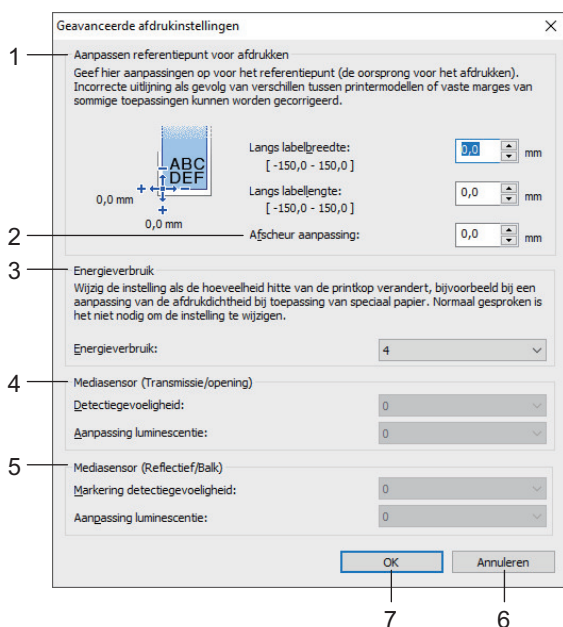 Geavanceerde afdrukinstellingen
1
Aanpassen referentiepunt voor afdrukken
Geef hier aanpassingen op voor het referentiepunt (de oorsprong voor het afdrukken).
Incorrecte uitlijning als gevolg van verschillen tussen printermodellen of vaste marges van
sommige toepassingen kunnen worden gecorrigeerd.
ABC
DEF
0,0 mm
0,0 mm
Langs labelbreedte:
[ -150,0 - 150,0 ]
0,0 mm
Langs labellengte:
[ -150,0 - 150,0 ]
0,0 mm
2
Afscheur aanpassing:
0,0 mm
3
Energieverbruik
Wijzig de instelling als de hoeveelheid hitte van de printkop verandert, bijvoorbeeld bij een
aanpassing van de afdrukdichtheid bij toepassing van speciaal papier. Normaal gesproken is
het niet nodig om de instelling te wijzigen.
Energieverbruik:
4
4
Mediasensor (Transmissie/opening)
Detectiegevoeligheid:
0
Aanpassing luminescentie:
0
5
Mediasensor (Reflectief/Balk)
Markering detectiegevoeligheid:
0
Aanpassing luminescentie:
0
OK
Annuleren
7
6